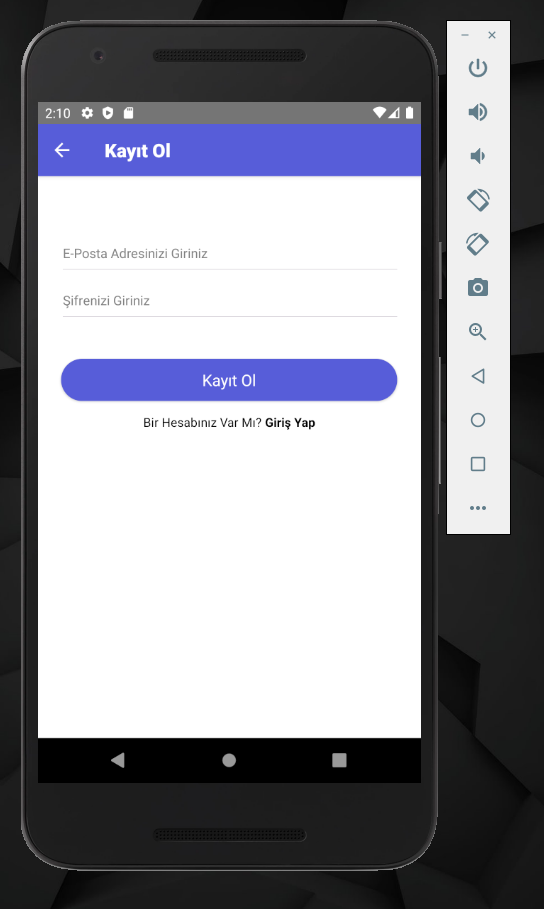 2:10
Kayıt Ol
E-Posta Adresinizi Giriniz
Şifrenizi Giriniz
Kayıt Ol
Bir Hesabınız Var Mı? Giriş Yap